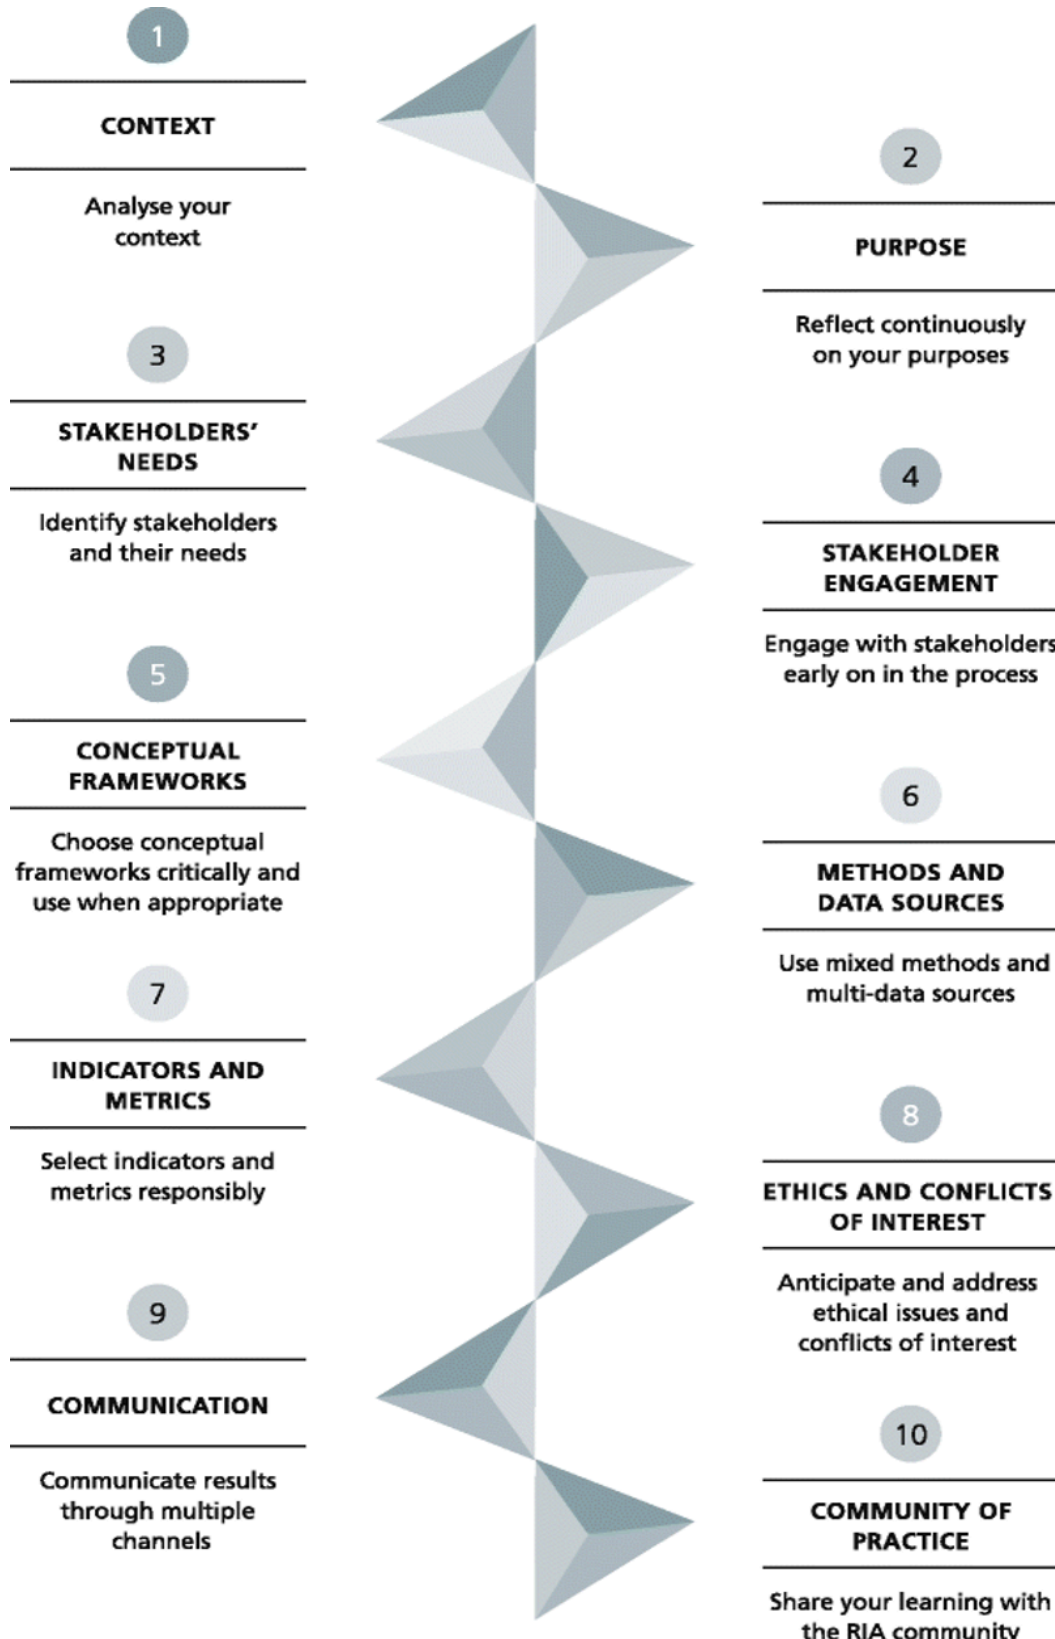 1
CONTEXT
Analyse your
context
2
PURPOSE
Reflect continuously
on your purposes
3
STAKEHOLDERS’
NEEDS
Identify stakeholders
and their needs
4
STAKEHOLDER
ENGAGEMENT
Engage with stakeholders
early on in the process
5
CONCEPTUAL
FRAMEWORKS
Choose conceptual
frameworks critically and
use when appropriate
6
METHODS AND
DATA SOURCES
Use mixed methods and
multi-data sources
7
INDICATORS AND
METRICS
Select indicators and
metrics responsibly
8
ETHICS AND CONFLICTS
OF INTEREST
Anticipate and address
ethical issues and
conflicts of interest
9
COMMUNICATION
Communicate results
through multiple
channels
10
COMMUNITY OF
PRACTICE
Share your learning with
the RIA community